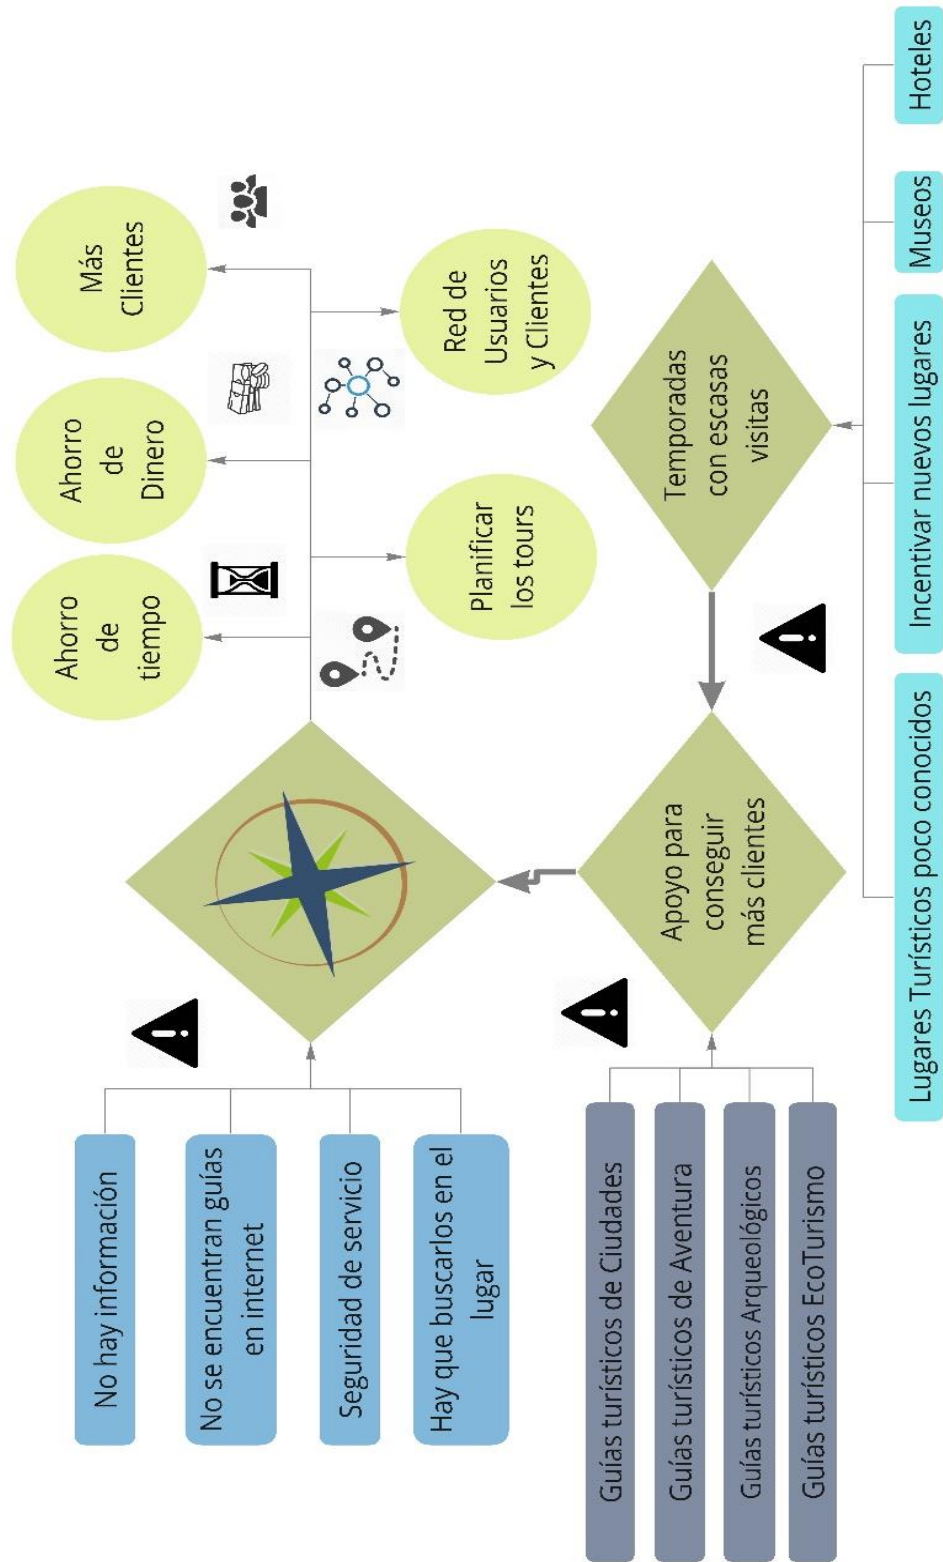 No hay información
No se encuentran guías
en internet
Seguridad de servicio
Hay que buscarlos en el
lugar
Ahorro
de
tiempo
Ahorro
de
Dinero
Más
Clientes
Planificar
los tours
Red de
Usuarios
y Clientes
Guías turísticos de Ciudades
Guías turísticos de Aventura
Guías turísticos Arqueológicos
Guías turísticos EcoTurismo
Apoyo para
conseguir
más clientes
Temporadas
con escasas
visitas
Lugares Turísticos poco conocidos
Incentivar nuevos lugares
Museos
Hoteles